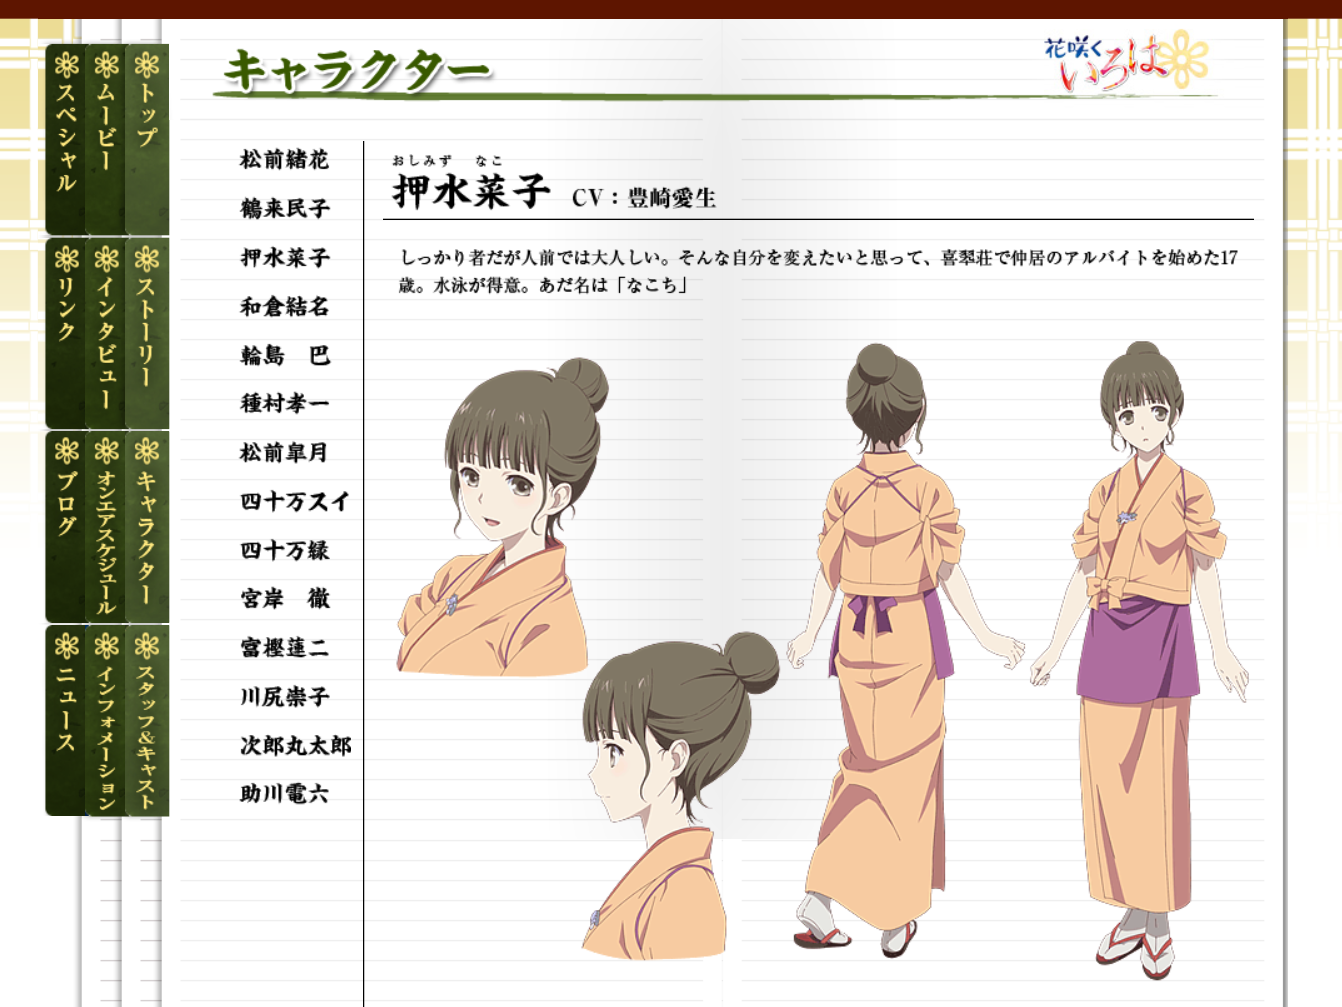 キャラクター
花咲く
いろは
トップ
ムービー
スペシャル
ストーリー
インタビュー
リンク
キャラクター
オンエアスケジュール
ブログ
スタッフ&キャスト
インフォメーション
ニュース
松前緒花
鶴来民子
押水菜子
和倉結名
輪島 巴
種村孝一
松前皐月
四十万スイ
四十万縁
宮岸 徹
富樫蓮二
川尻崇子
次郎丸太郎
助川電六
おしみず なこ
押水菜子 CV:豊崎愛生
しっかり者だが人前では大人しい。そんな自分を変えたいと思って、喜翆荘で仲居のアルバイトを始めた17
歳。水泳が得意。あだ名は「なこち」